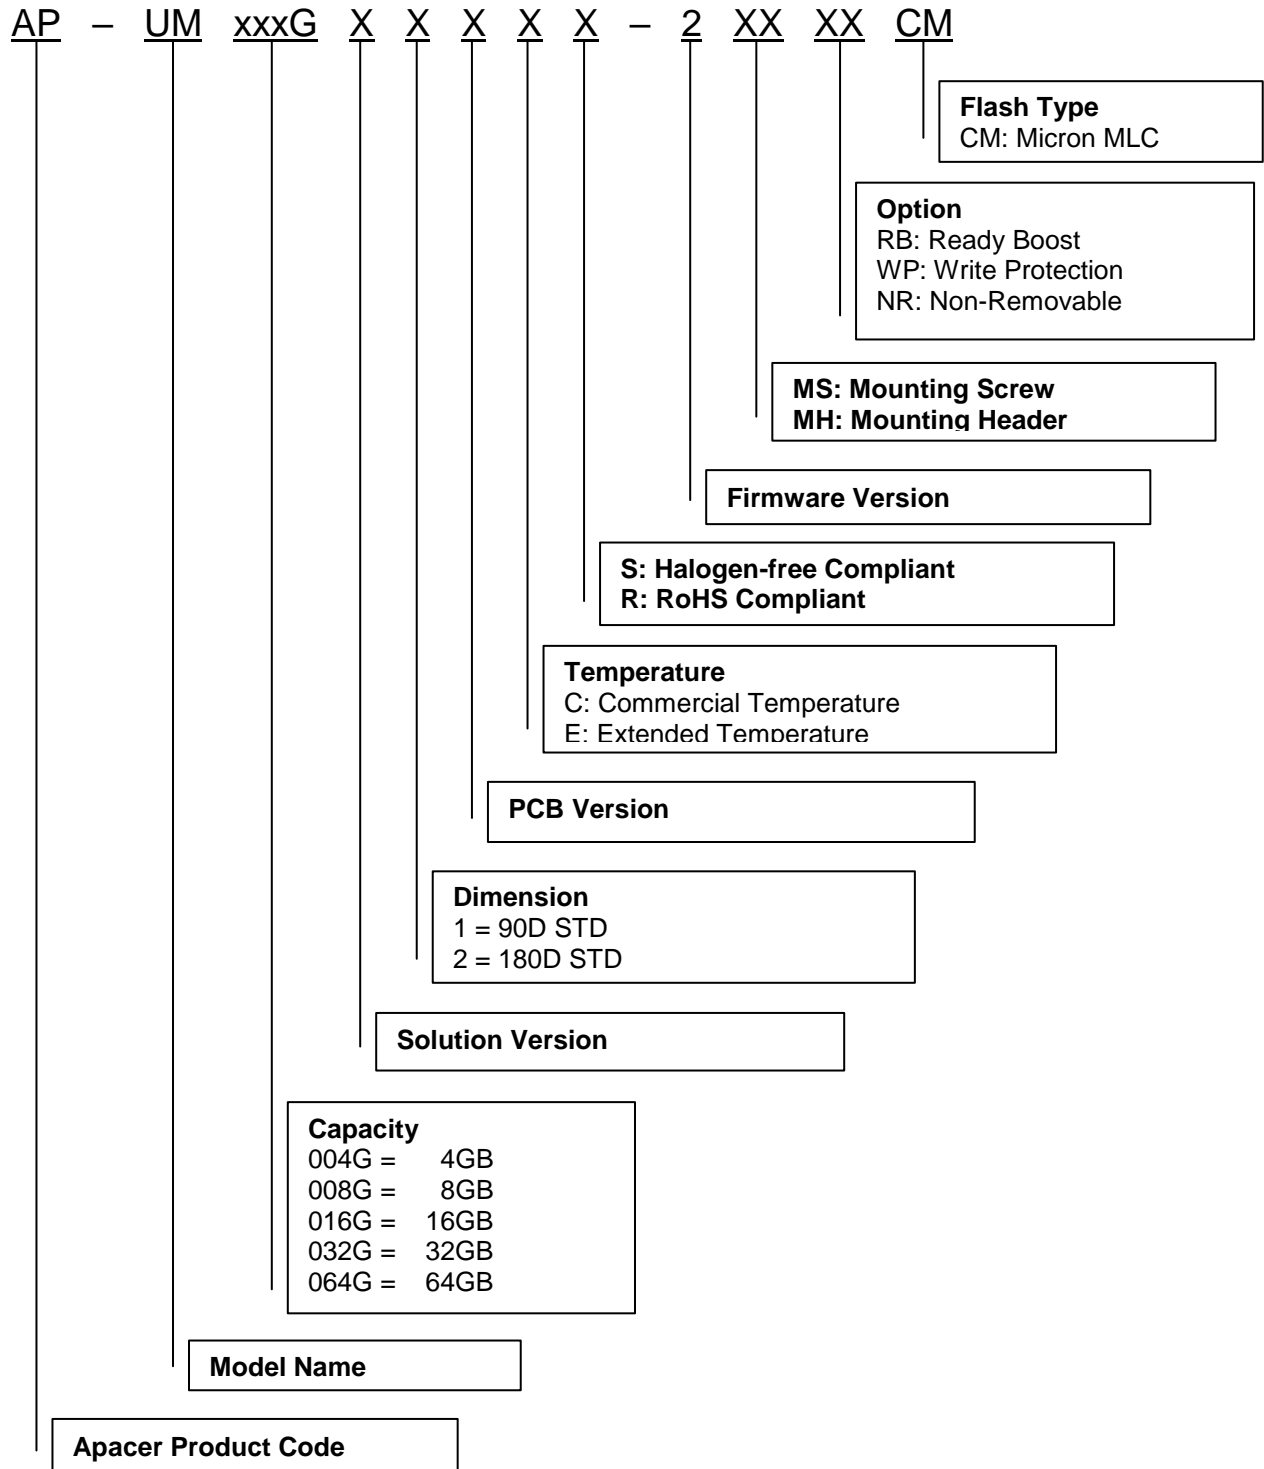 AP – UM xxxG X X X X X – 2 XX XX CM
Flash Type
CM: Micron MLC
Option
RB: Ready Boost
WP: Write Protection
NR: Non-Removable
MS: Mounting Screw
MH: Mounting Header
Firmware Version
S: Halogen-free Compliant
R: RoHS Compliant
Temperature
C: Commercial Temperature
E: Extended Temperature
PCB Version
Dimension
1 = 90D STD
2 = 180D STD
Solution Version
Capacity
004G = 4GB
008G = 8GB
016G = 16GB
032G = 32GB
064G = 64GB
Model Name
Apacer Product Code